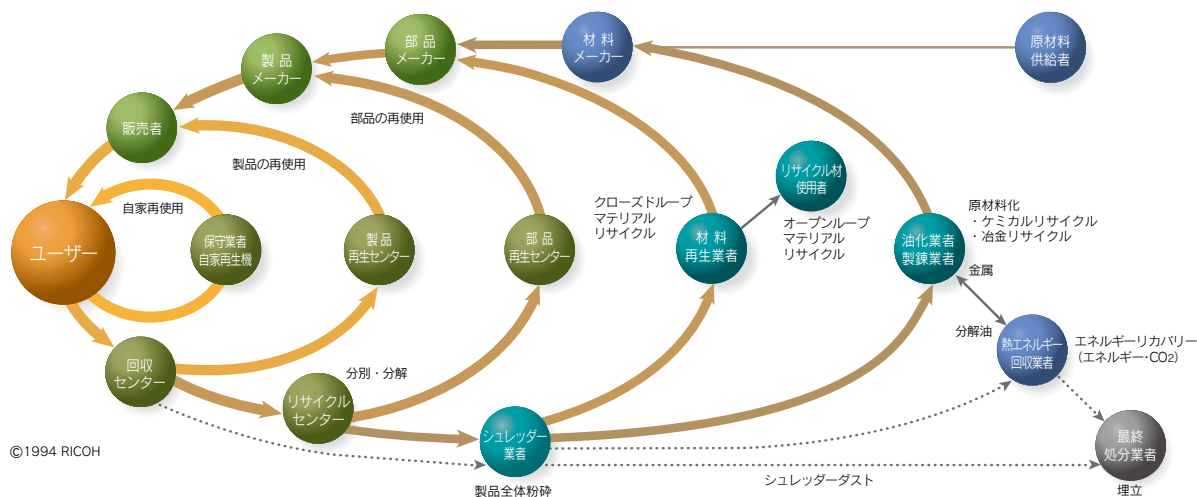 原材料
供給者
材 料
メーカー
部 品
メーカー
製 品
メーカー
販売者
部品の再使用
製品の再使用
自家再使用
ユーザー
保守業者
自家再生機
製 品
再生センター
部 品
再生センター
クローズドループ
マテリアル
リサイクル
材 料
再生業者
リサイクル材
使用者
オープンループ
マテリアル
リサイクル
油化業者
製錬業者
原材料化
・ケミカルリサイクル
・冶金リサイクル
金属
分解油
熱エネルギー
回収業者
エネルギーリカバリー
（エネルギー・CO2）
回収
センター
分別・分解
リサイクル
センター
シュレッダー
業者
製品全体粉砕
シュレッダーダスト
最終
処分業者
埋立
©1994 RICOH